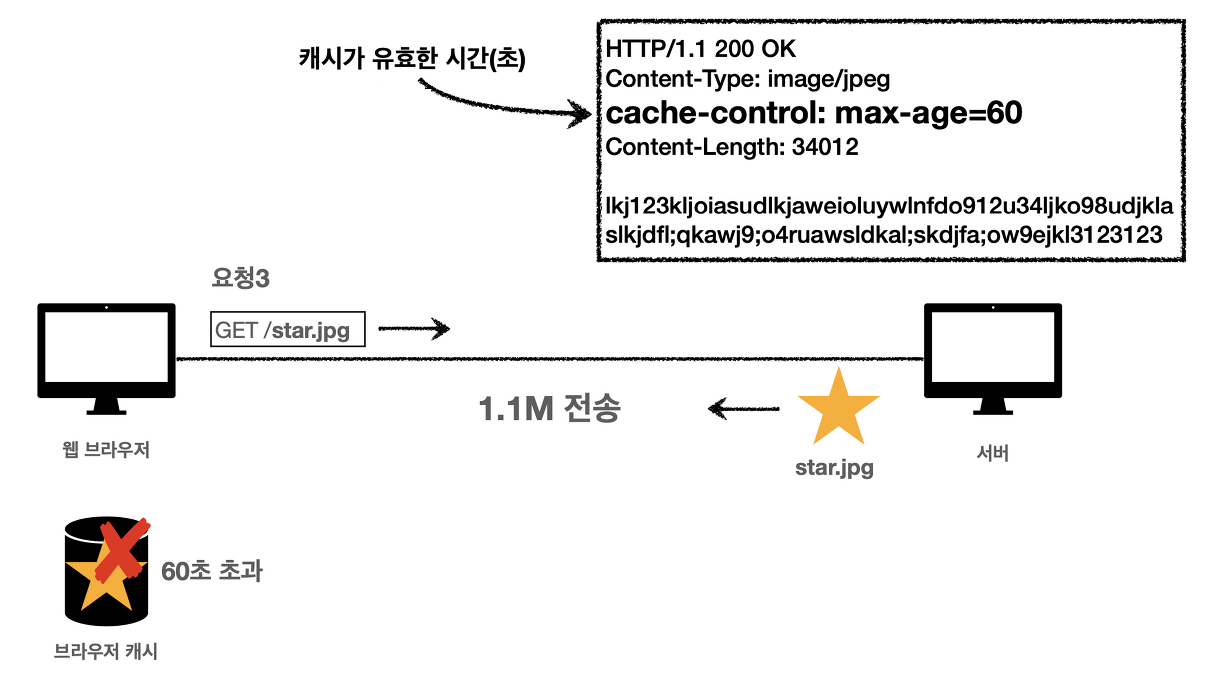 캐시가 유효한 시간(초)
HTTP/1.1 200 OK
Content-Type: image/jpeg
cache-control: max-age=60
Content-Length: 34012
lkj123kljoiasudlkjaweioluywlnfdo912u34ljko98udjkla
slkjdfl;qkawj9;o4ruawsldkal;skdjfa;ow9ejkl3123123
요청3
GET /star.jpg
1.1M 전송
star.jpg
웹 브라우저
서버
60초 초과
브라우저 캐시